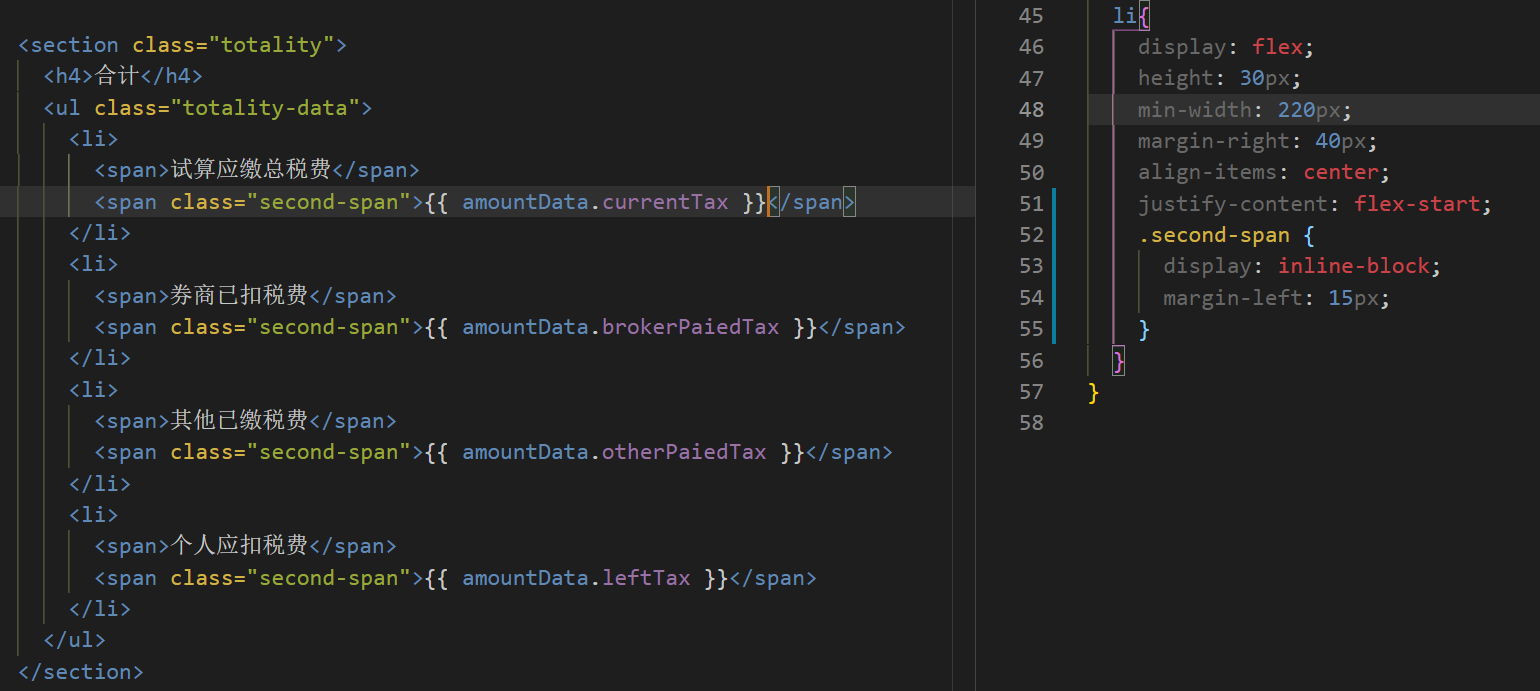 <section class="totality">
<h4>合计</h4>
<ul class="totality-data">
<li>
<span>试算应缴总税费</span>
<span class="second-span">{{ amountData.currentTax }}</span>
</li>
<li>
<span>券商已扣税费</span>
<span class="second-span">{{ amountData.brokerPaiedTax }}</span>
</li>
<li>
<span>其他已缴税费</span>
<span class="second-span">{{ amountData.otherPaiedTax }}</span>
</li>
<li>
<span>个人应扣税费</span>
<span class="second-span">{{ amountData.leftTax }}</span>
</li>
</ul>
</section>
45 li{
46 display: flex;
47 height: 30px;
48 min-width: 220px;
49 margin-right: 40px;
50 align-items: center;
51 justify-content: flex-start;
52 .second-span {
53 display: inline-block;
54 margin-left: 15px;
55 }
56 }
57 }
58